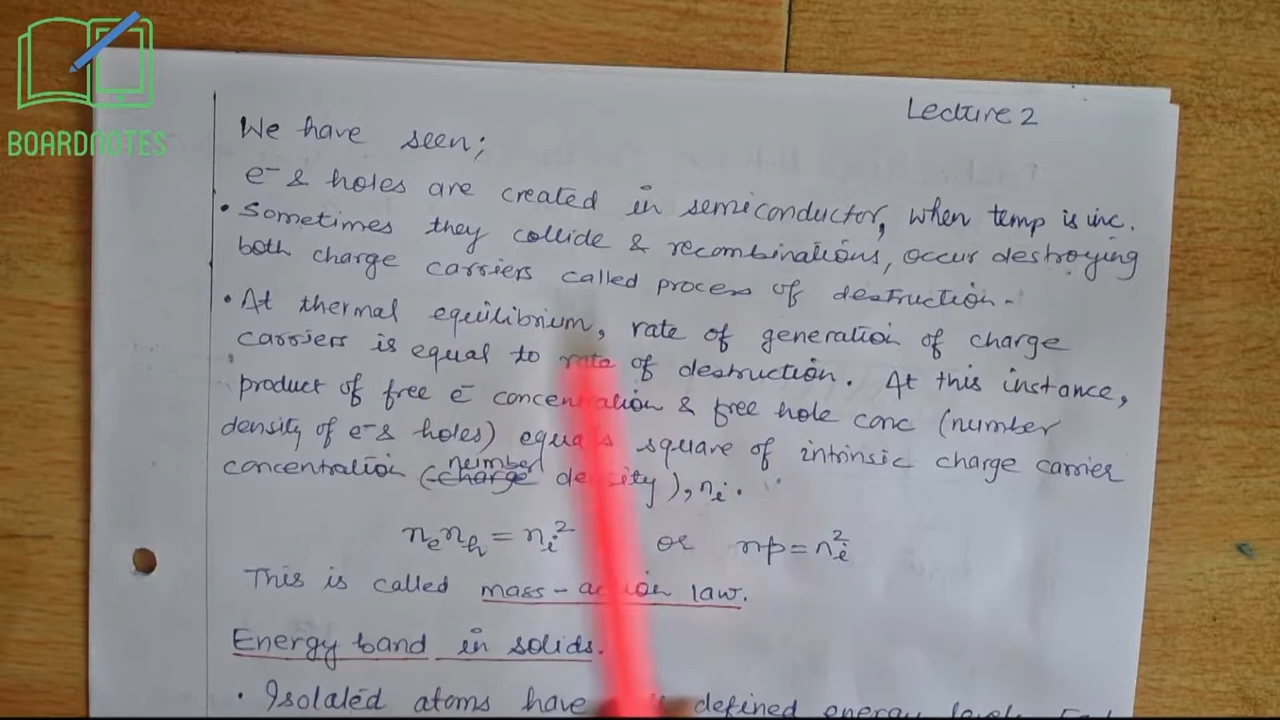 BOARDNOTES
Lecture 2
We have seen;
e⁻ & holes are created in semiconductor, when temp is inc.
• Sometimes they collide & recombinations, occur destroying
both charge carriers called process of destruction.
• At thermal equilibrium, rate of generation of charge
carriers is equal to rate of destruction. At this instance,
product of free e⁻ concentration & free hole conc (number
density of e⁻ & holes) equals square of intrinsic charge carrier
concentration (~~charge~~ number density), nᵢ.
nₑnₕ = nᵢ² or np = nᵢ²
This is called mass-action law.
Energy band in solids.
• Isolated atoms have defined energy